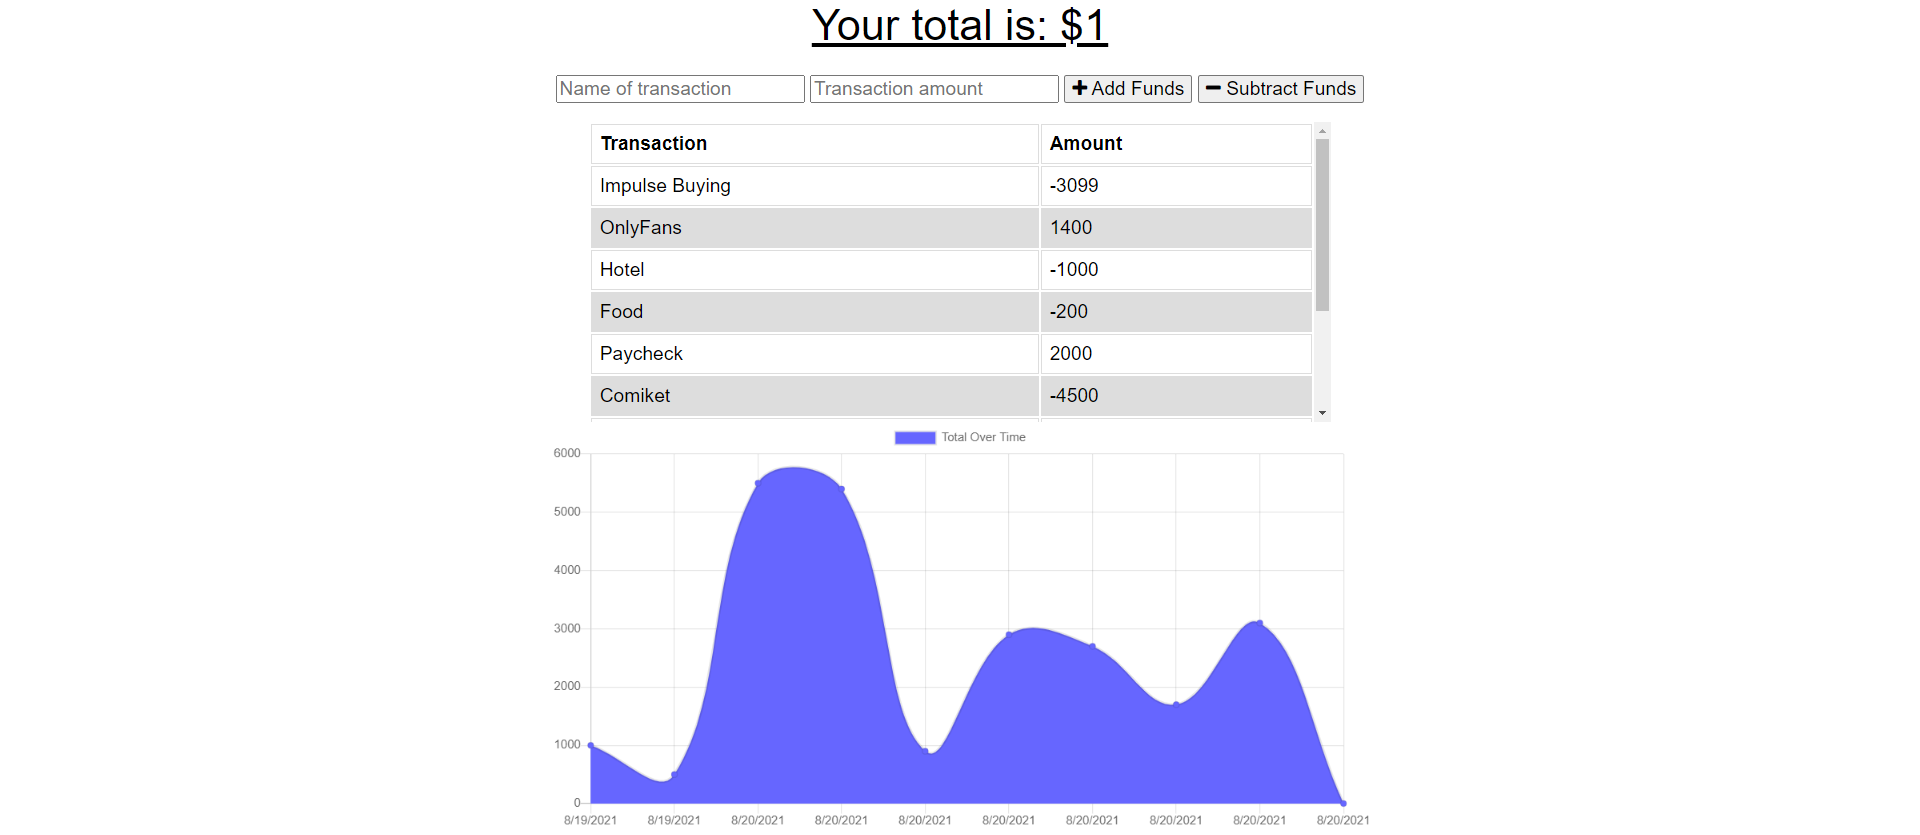 Your total is: $1
Name of transaction Transaction amount Add Funds Subtract Funds
Transaction Amount
Impulse Buying -3099
OnlyFans 1400
Hotel -1000
Food -200
Paycheck 2000
Comiket -4500
Total Over Time
6000
5000
4000
3000
2000
1000
0
8/19/2021 8/19/2021 8/20/2021 8/20/2021 8/20/2021 8/20/2021 8/20/2021 8/20/2021 8/20/2021 8/20/2021